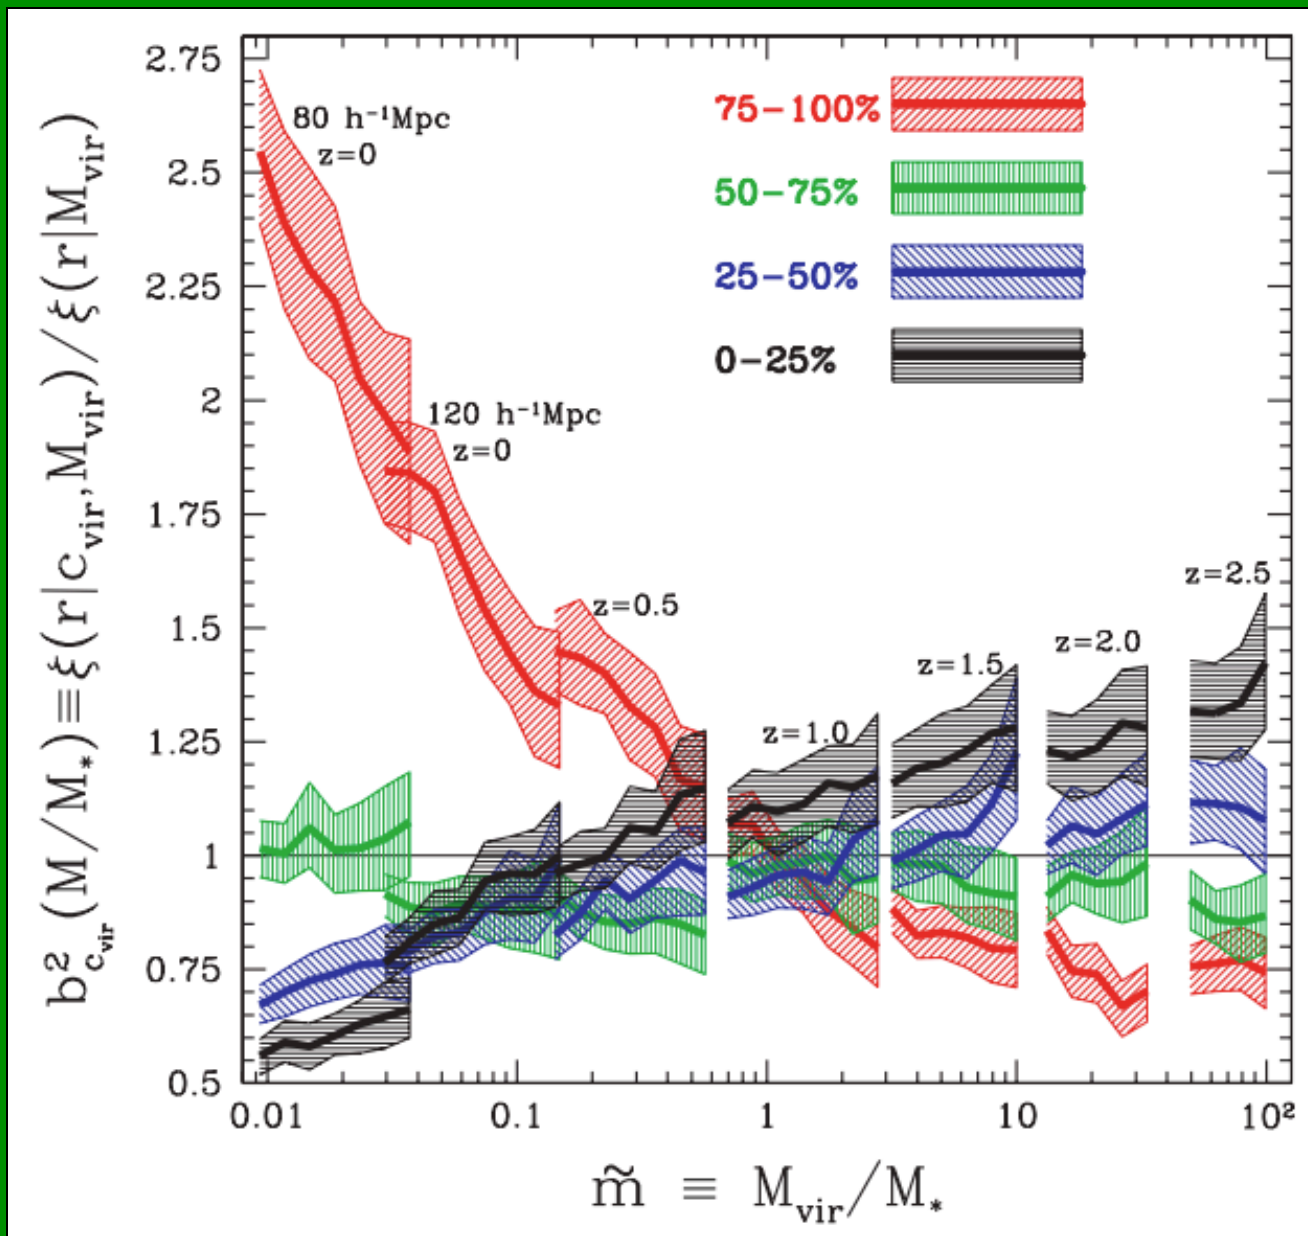 2.75
2.5
2.25
2
1.75
1.5
1.25
1
0.75
0.5
b²c_vir(M/M*)≡ξ(r|c_vir,M_vir)/ξ(r|M_vir)
80 h⁻¹Mpc
z=0
120 h⁻¹Mpc
z=0
z=0.5
z=1.0
z=1.5
z=2.0
z=2.5
75−100%
50−75%
25−50%
0−25%
0.01
0.1
1
10
10²
m̃ ≡ M_vir/M*